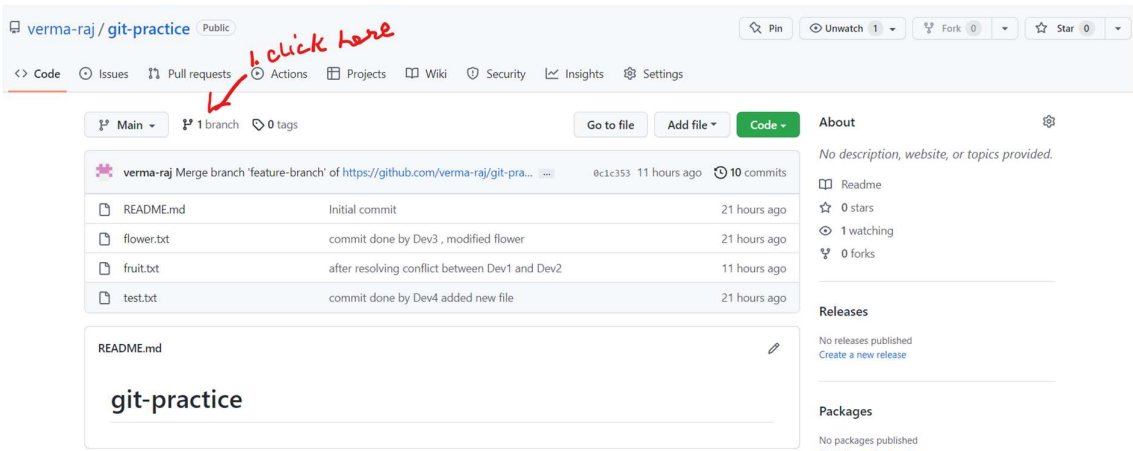 verma-raj / git-practice Public
Pin
Unwatch 1
Fork 0
Star 0
1. click here
Code
Issues
Pull requests
Actions
Projects
Wiki
Security
Insights
Settings
Main
1 branch
0 tags
Go to file
Add file
Code
verma-raj Merge branch 'feature-branch' of https://github.com/verma-raj/git-pra... ... 0c1c353 11 hours ago 10 commits
README.md Initial commit 21 hours ago
flower.txt commit done by Dev3 , modified flower 21 hours ago
fruit.txt after resolving conflict between Dev1 and Dev2 11 hours ago
test.txt commit done by Dev4 added new file 21 hours ago
README.md
git-practice
About
No description, website, or topics provided.
Readme
0 stars
1 watching
0 forks
Releases
No releases published
Create a new release
Packages
No packages published